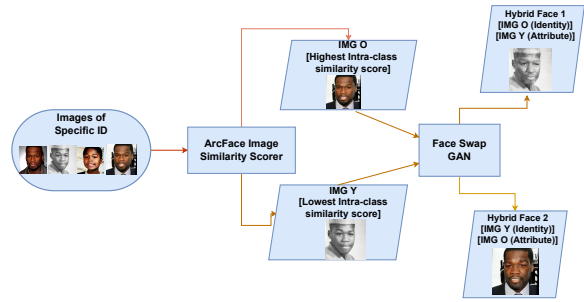 Images of
Specific ID
ArcFace Image
Similarity Scorer
IMG O
[Highest Intra-class
similarity score]
IMG Y
[Lowest Intra-class
similarity score]
Face Swap
GAN
Hybrid Face 1
[IMG O (Identity)]
[IMG Y (Attribute)]
Hybrid Face 2
[IMG Y (Identity)]
[IMG O (Attribute)]